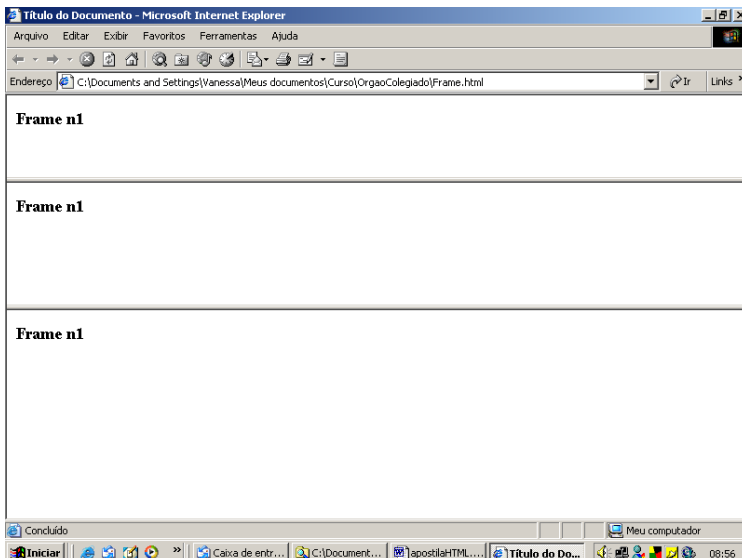 Título do Documento - Microsoft Internet Explorer
Arquivo Editar Exibir Favoritos Ferramentas Ajuda
Endereço C:\Documents and Settings\Vanessa\Meus documentos\Curso\OrgaoColegiado\Frame.html Ir Links »
Frame n1
Frame n1
Frame n1
Concluído Meu computador
Iniciar » Caixa de entr... C:\Document... apostilaHTML.... Título do Do... 08:56